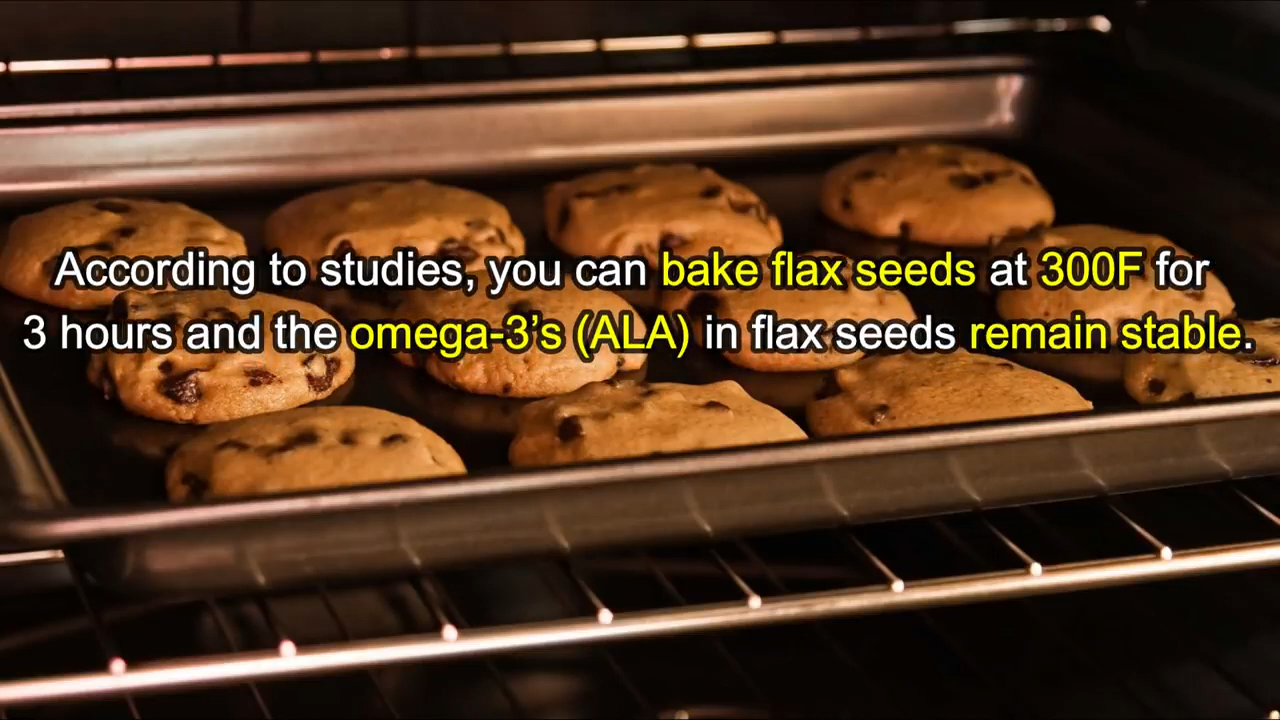 According to studies, you can bake flax seeds at 300F for
3 hours and the omega-3’s (ALA) in flax seeds remain stable.